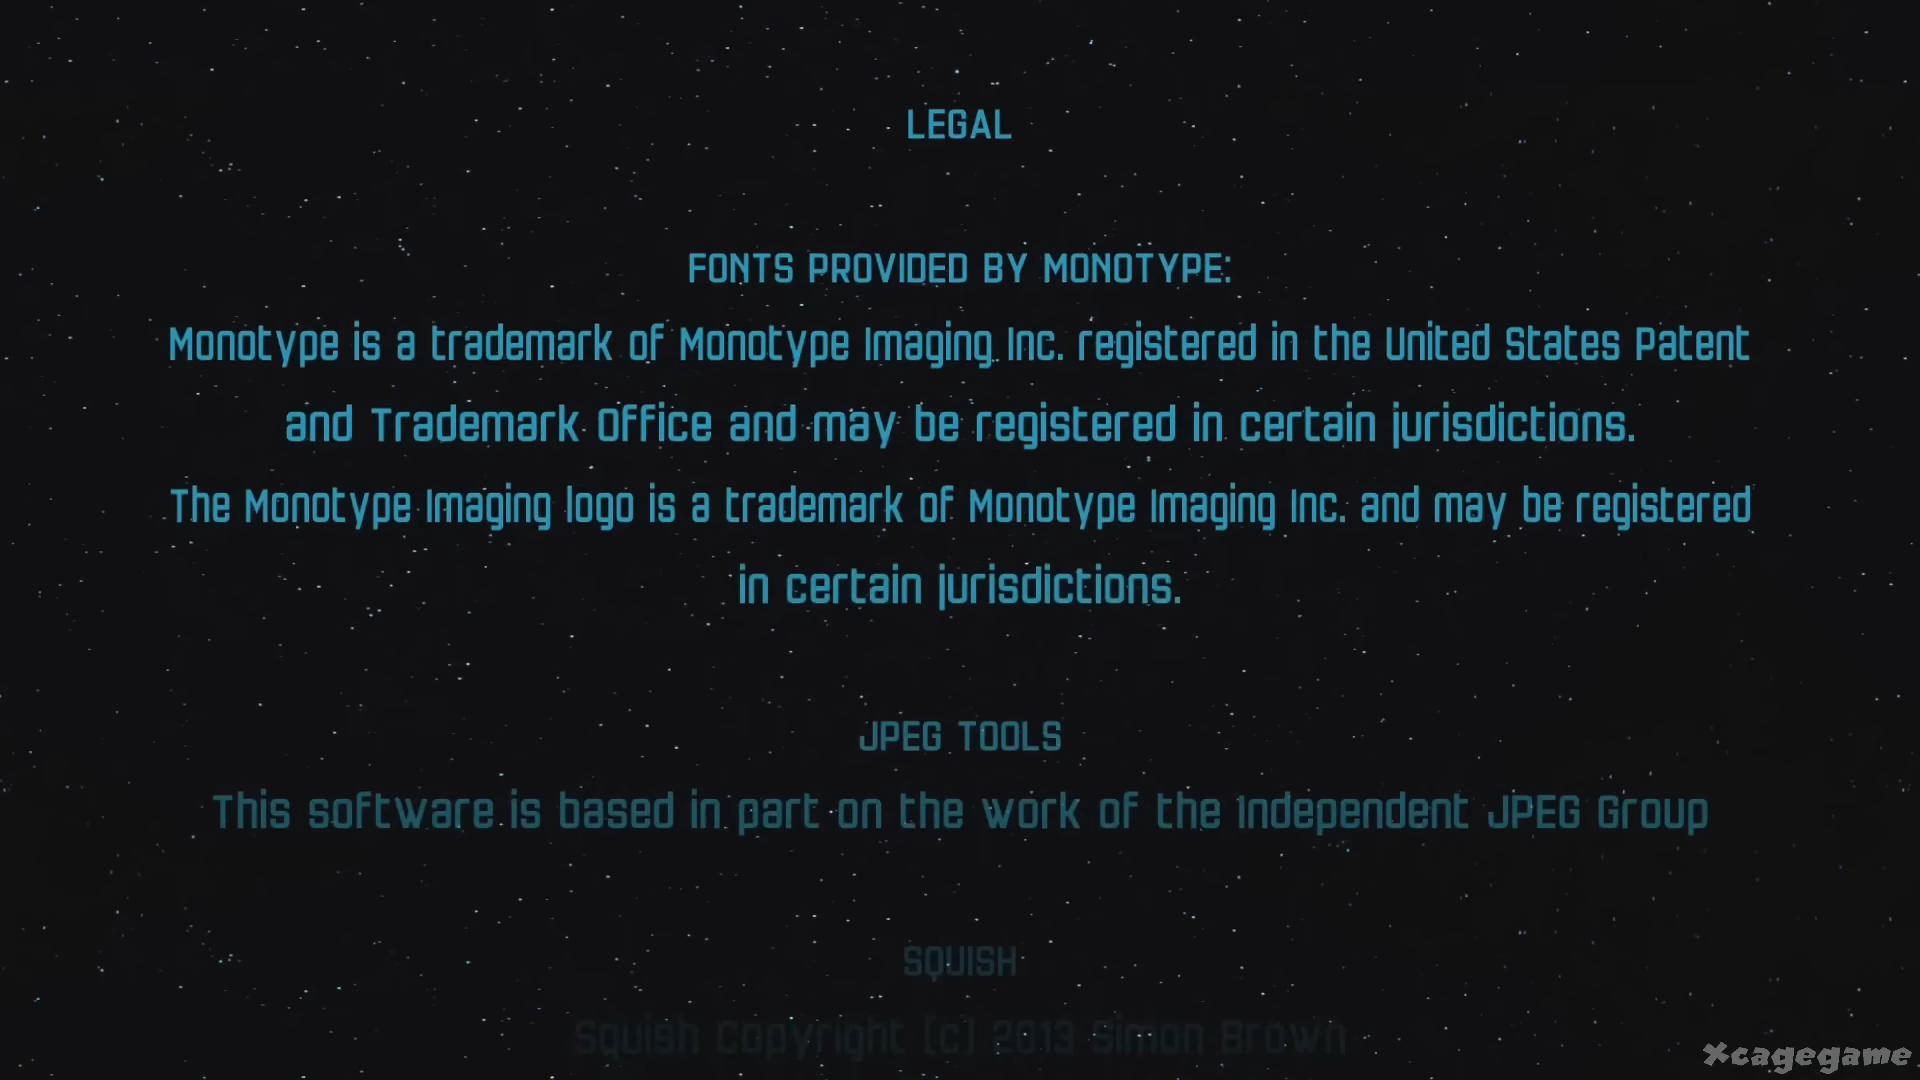 LEGAL
FONTS PROVIDED BY MONOTYPE:
Monotype is a trademark of Monotype Imaging Inc. registered in the United States Patent
and Trademark Office and may be registered in certain jurisdictions.
The Monotype Imaging logo is a trademark of Monotype Imaging Inc. and may be registered
in certain jurisdictions.
JPEG TOOLS
This software is based in part on the work of the Independent JPEG Group
SQUISH
Squish Copyright (c) 2013 Simon Brown
Xcagegame